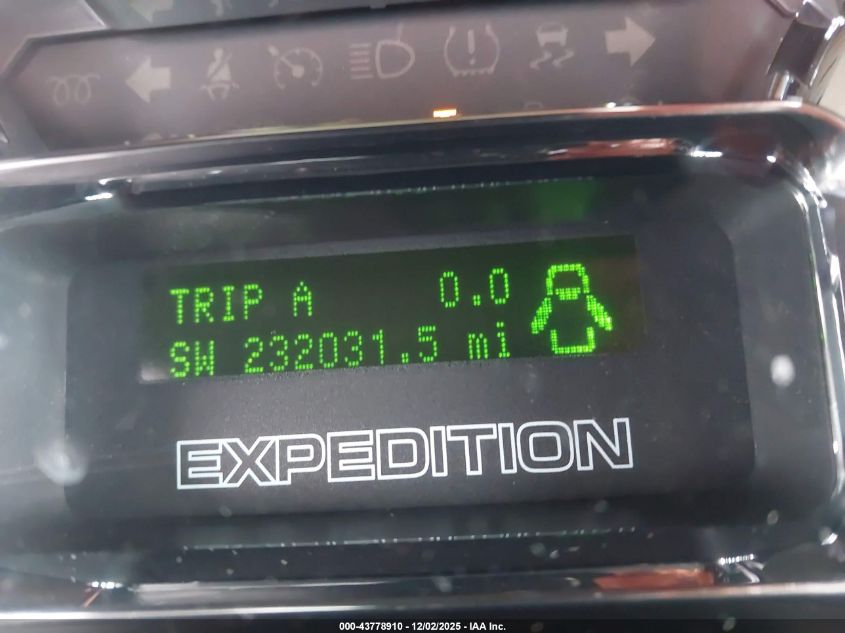 TRIP A 0.0
SW 232031.5 mi
EXPEDITION
000-43778910 - 12/02/2025 - IAA Inc.